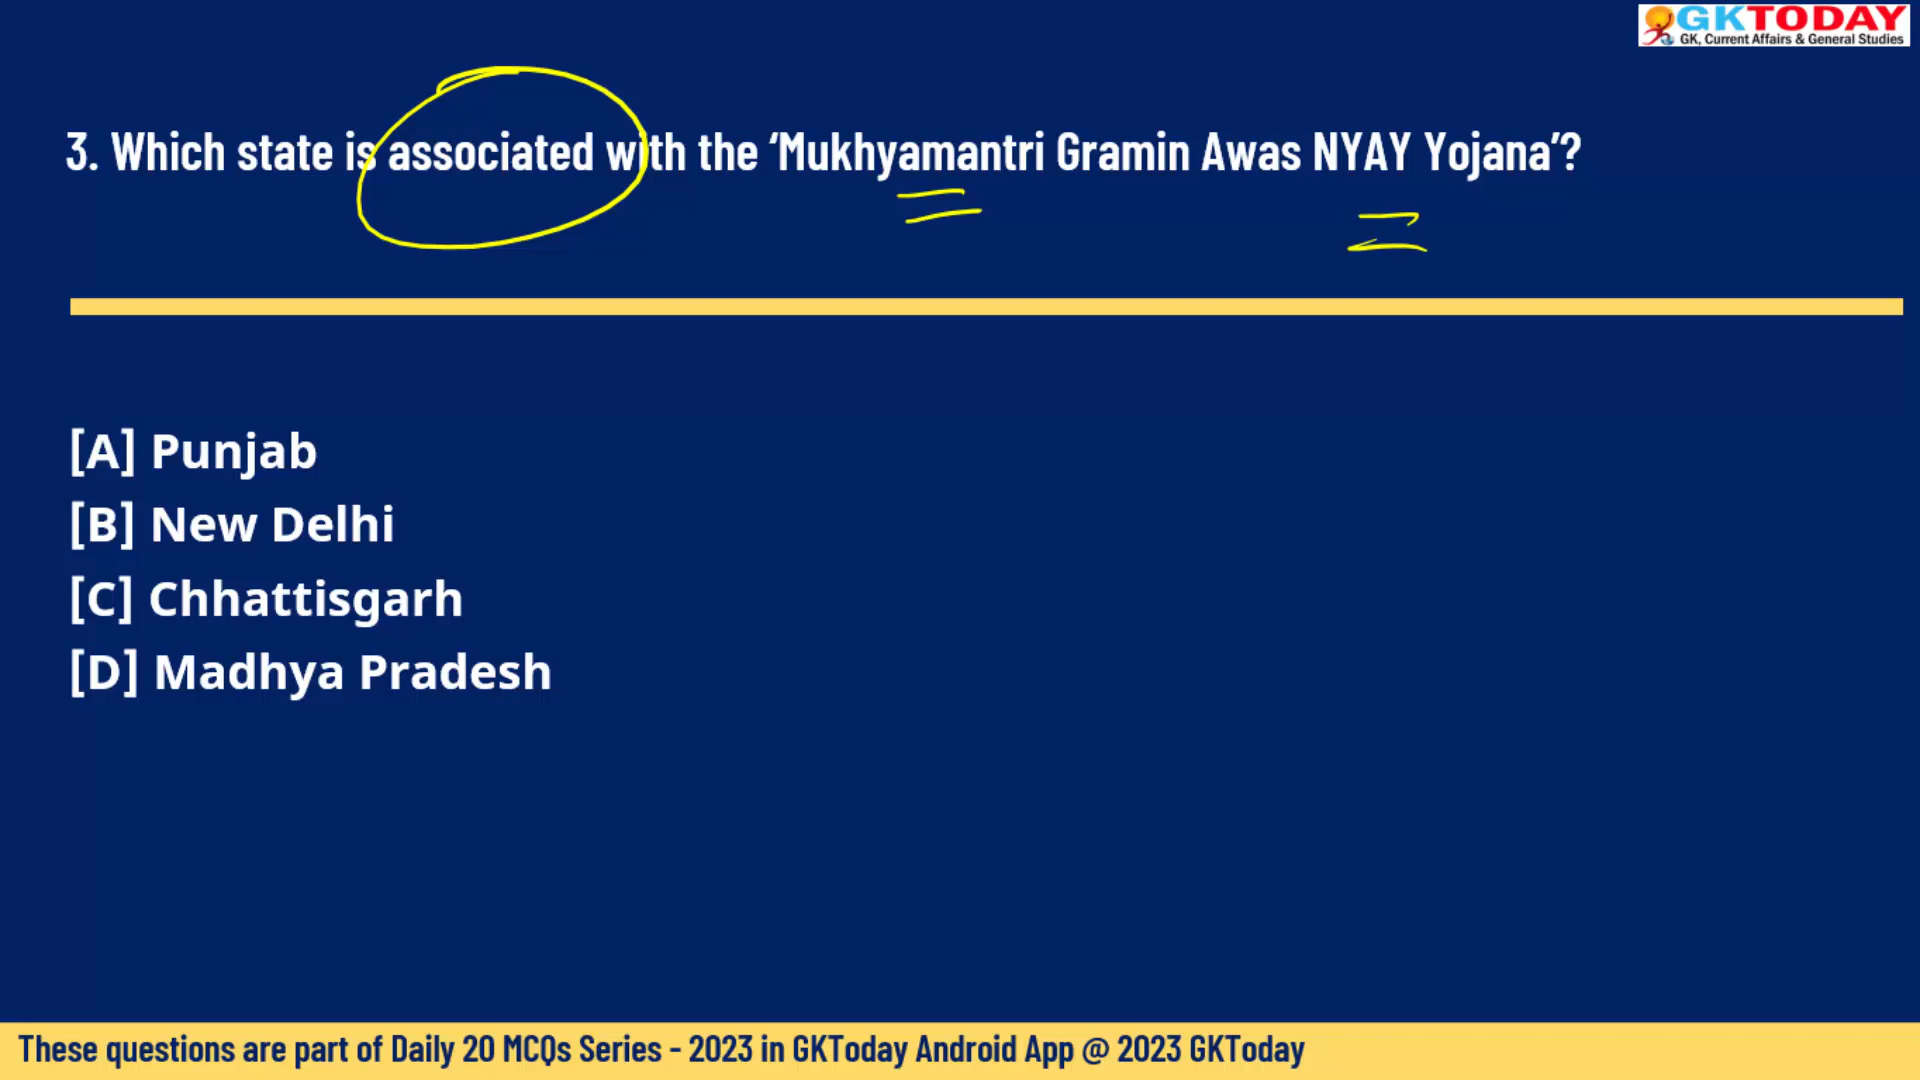 GKTODAY
GK, Current Affairs & General Studies
3. Which state is associated with the ‘Mukhyamantri Gramin Awas NYAY Yojana’?
[A] Punjab
[B] New Delhi
[C] Chhattisgarh
[D] Madhya Pradesh
These questions are part of Daily 20 MCQs Series - 2023 in GKToday Android App @ 2023 GKToday